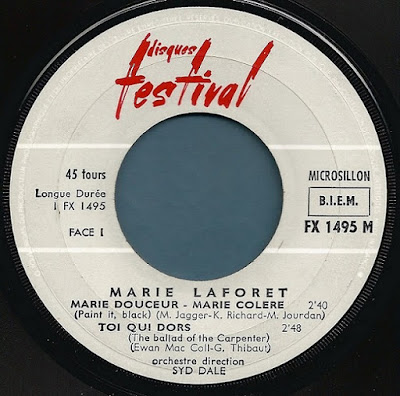 disques
festival
45 tours
Longue Durée
1 FX 1495
FACE 1
MICROSILLON
B.I.E.M.
FX 1495 M
MARIE LAFORET
MARIE DOUCEUR - MARIE COLERE 2'40
(Paint it, black) (M. Jagger-K. Richard-M. Jourdan)
TOI QUI DORS 2'48
(The ballad of the Carpenter)
(Ewan Mac Coll-G. Thibaut)
orchestre direction
SYD DALE